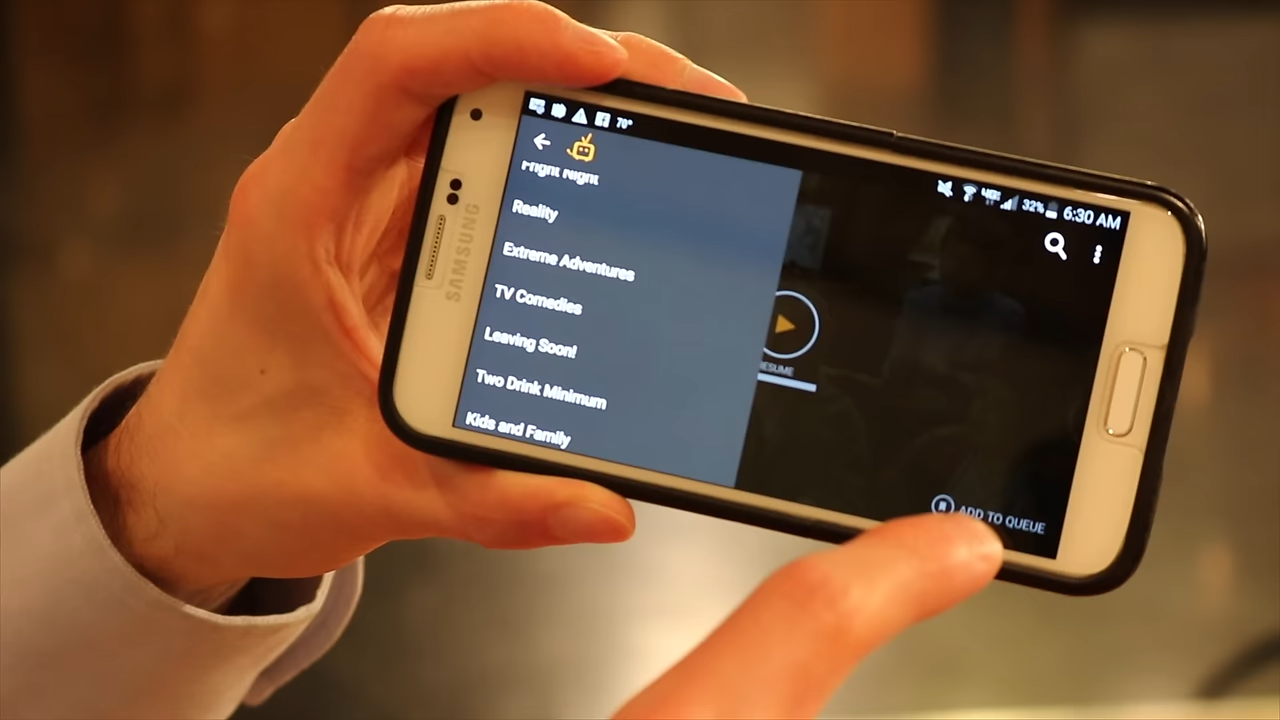 70°
32% 6:30 AM
Fright Night
Reality
Extreme Adventures
TV Comedies
Leaving Soon!
Two Drink Minimum
Kids and Family
ESUME
ADD TO QUEUE
SAMSUNG